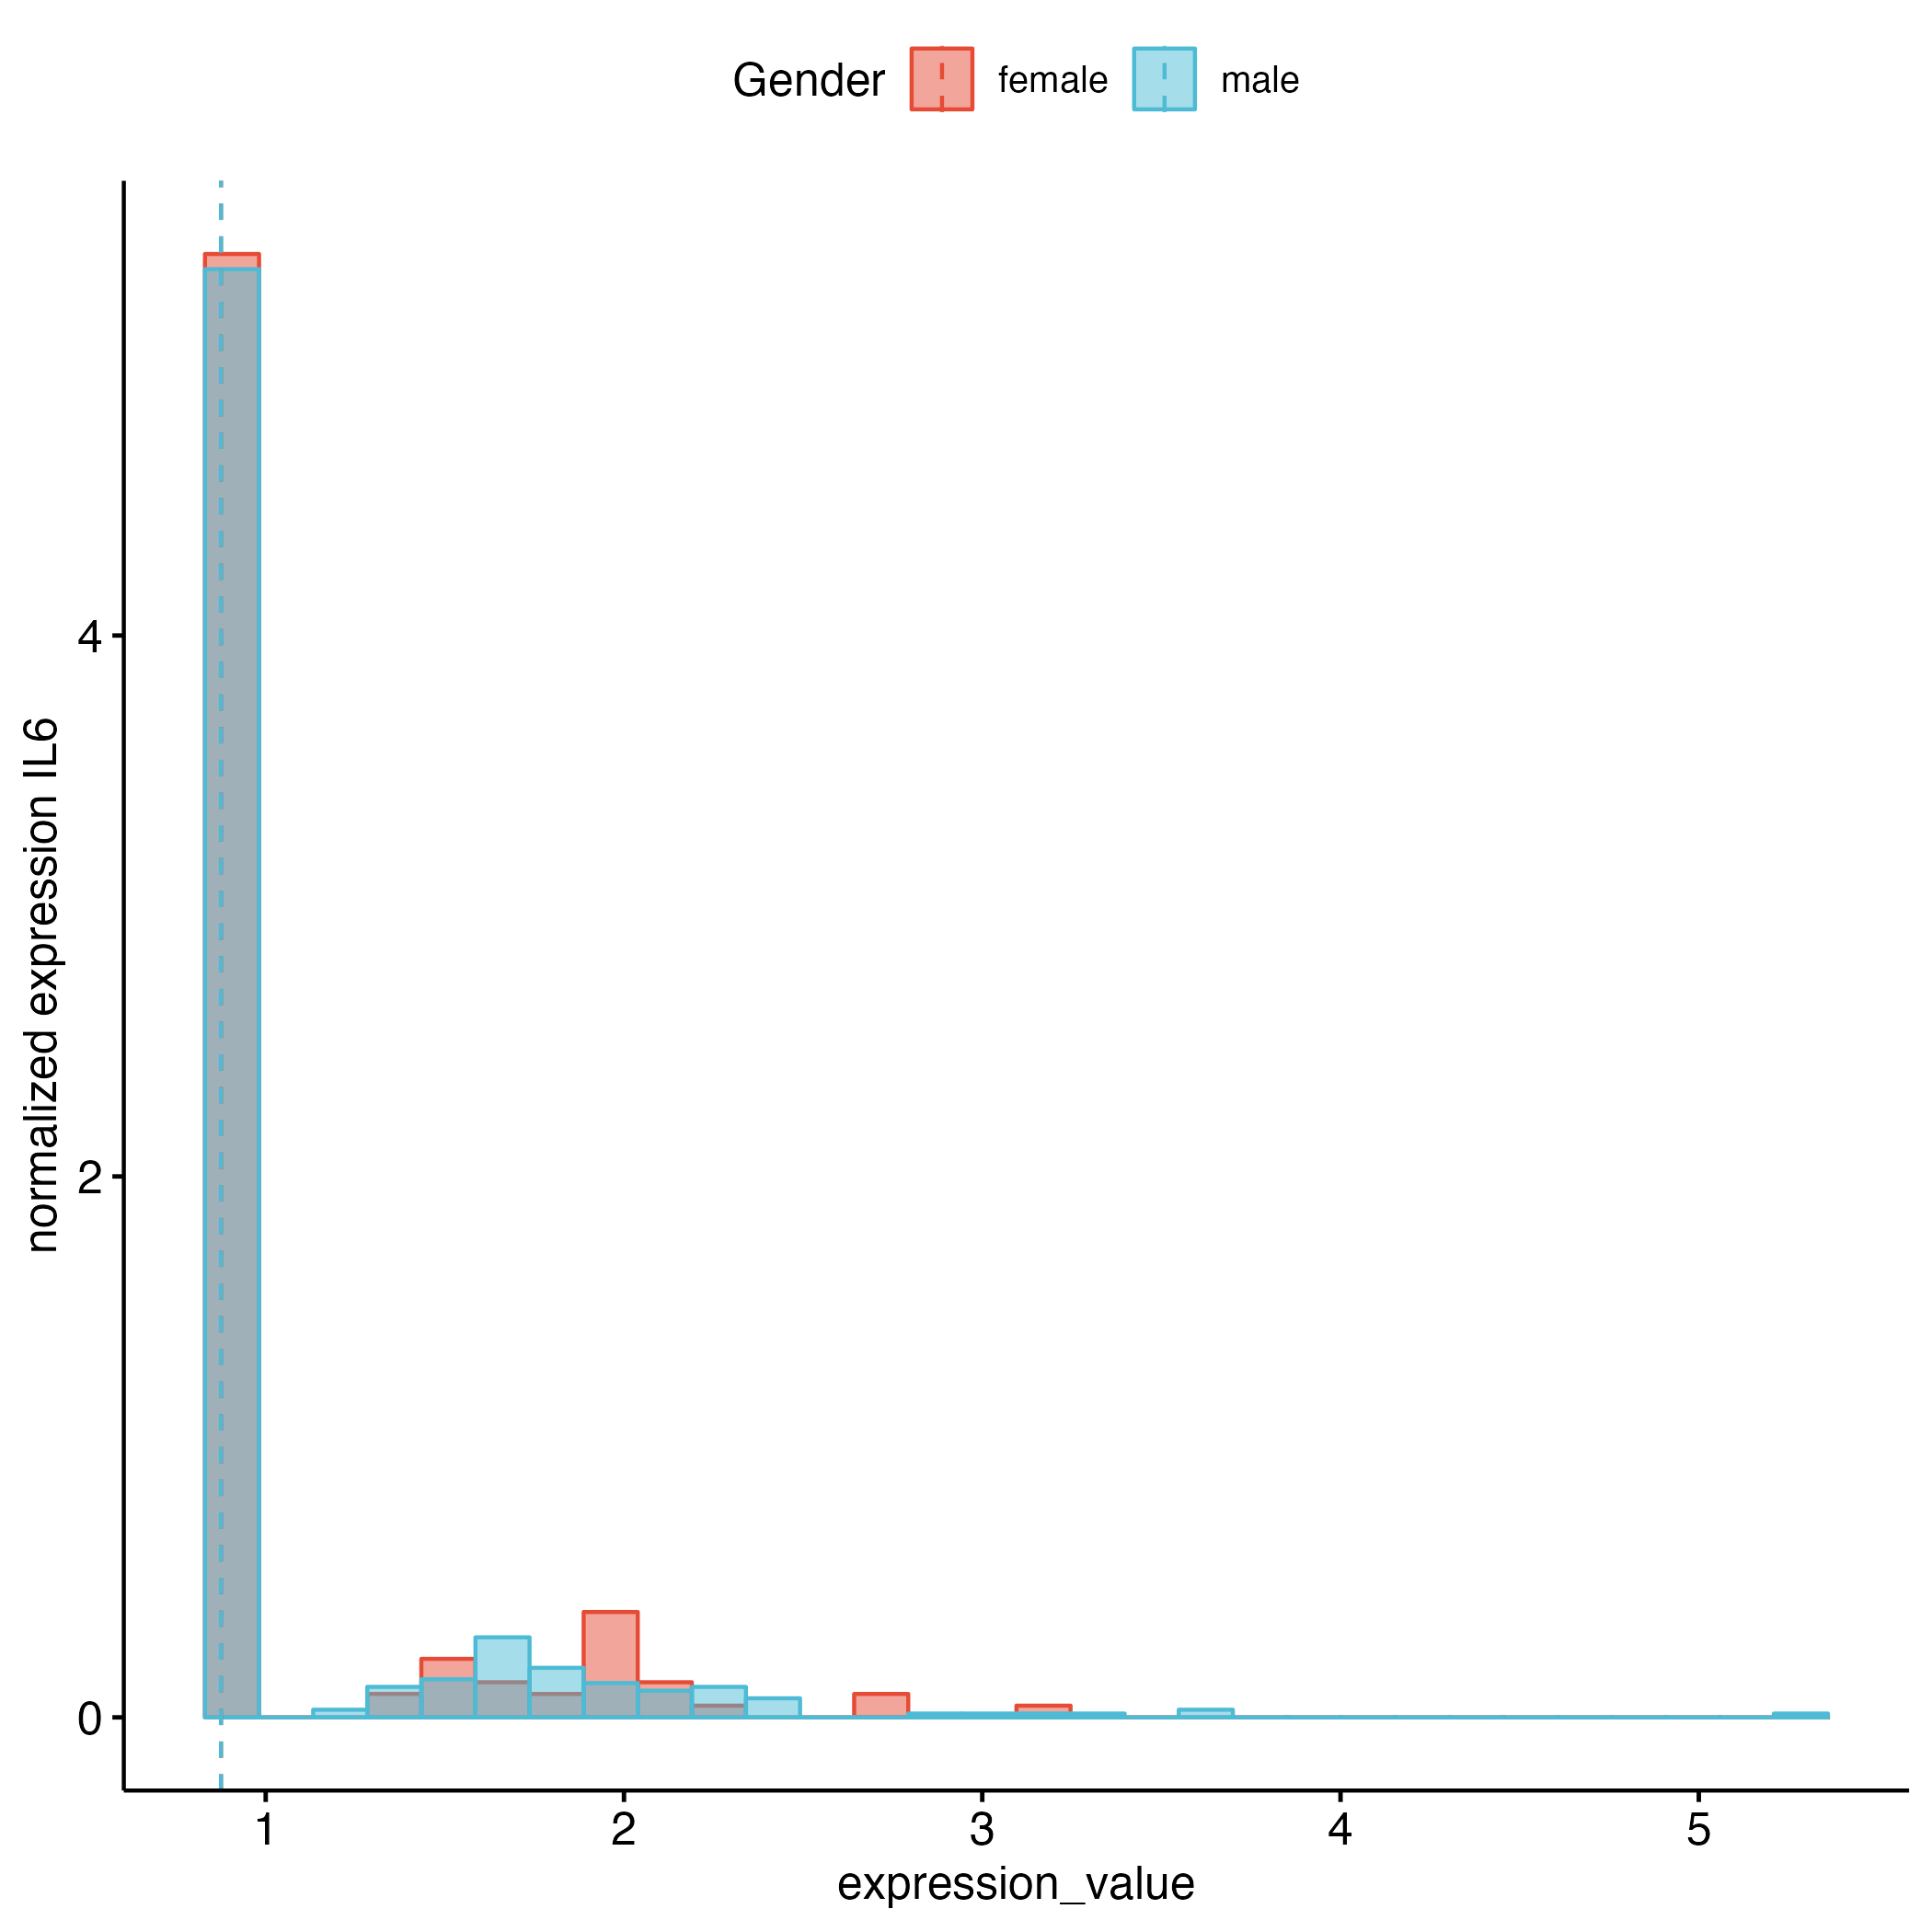 Gender female male
normalized expression IL6
4
2
0
1 2 3 4 5
expression_value